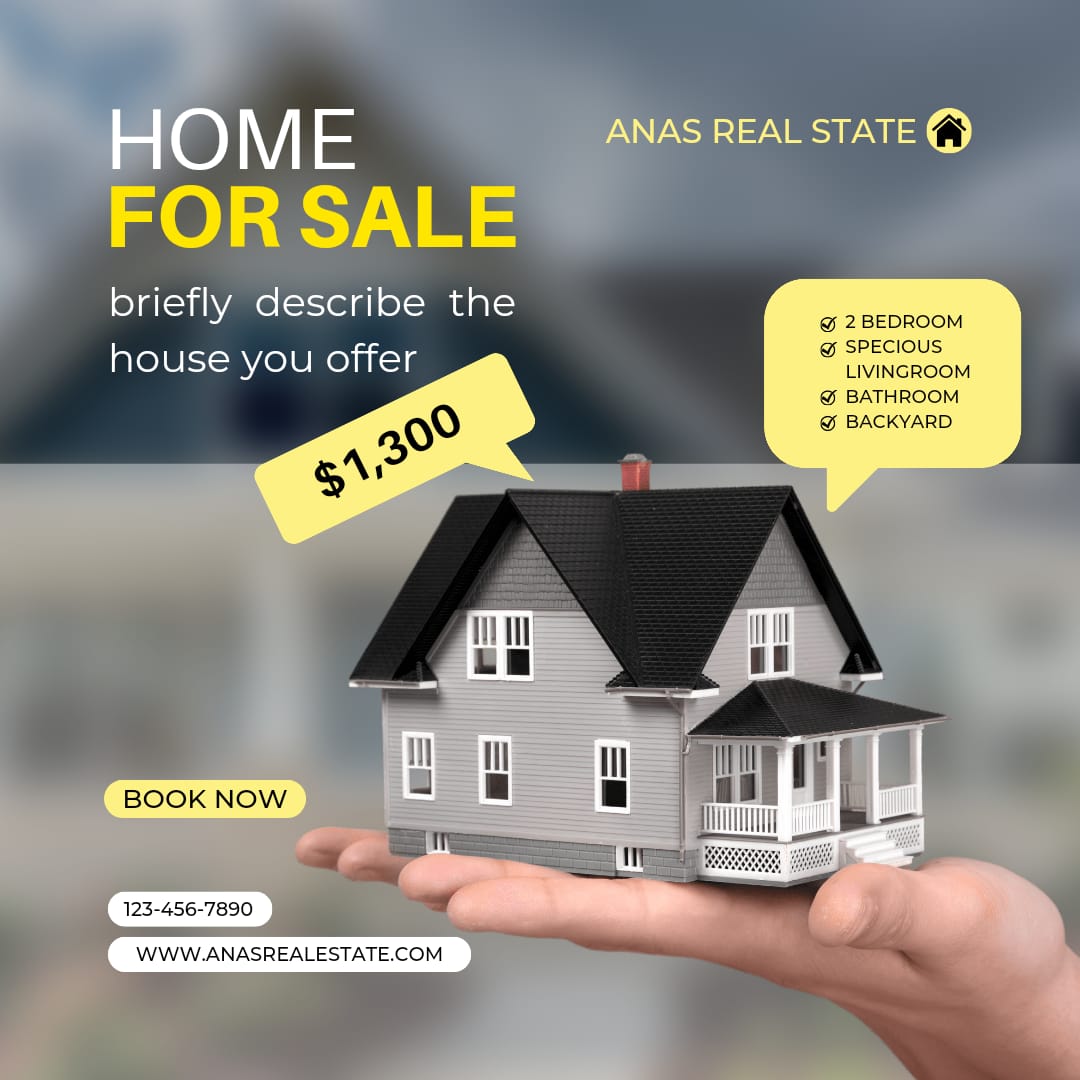 HOME
FOR SALE
ANAS REAL STATE
briefly describe the
house you offer
$1,300
2 BEDROOM
SPECIOUS
LIVINGROOM
BATHROOM
BACKYARD
BOOK NOW
123-456-7890
WWW.ANASREALESTATE.COM